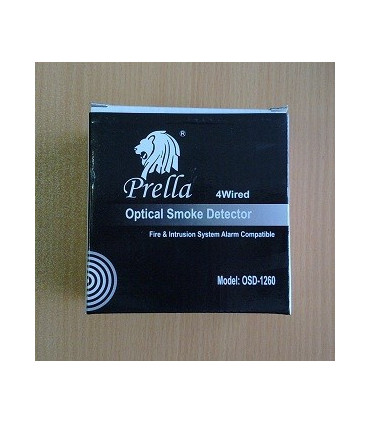 ®
Prella 4Wired
Optical Smoke Detector
Fire & Intrusion System Alarm Compatible
Model: OSD-1260